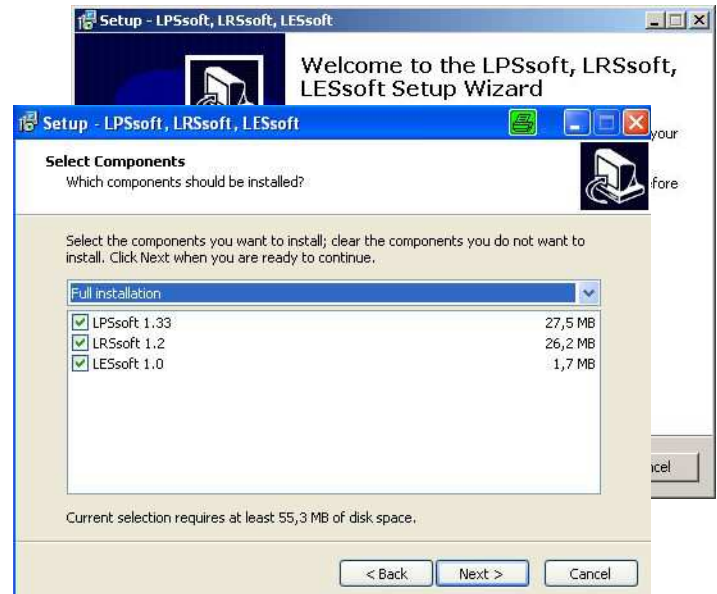 Setup - LPSsoft, LRSsoft, LESsoft
Welcome to the LPSsoft, LRSsoft,
LESsoft Setup Wizard
your
efore
Setup - LPSsoft, LRSsoft, LESsoft
Select Components
Which components should be installed?
Select the components you want to install; clear the components you do not want to
install. Click Next when you are ready to continue.
Full installation
LPSsoft 1.33 27,5 MB
LRSsoft 1.2 26,2 MB
LESsoft 1.0 1,7 MB
Current selection requires at least 55,3 MB of disk space.
< Back Next > Cancel
ncel